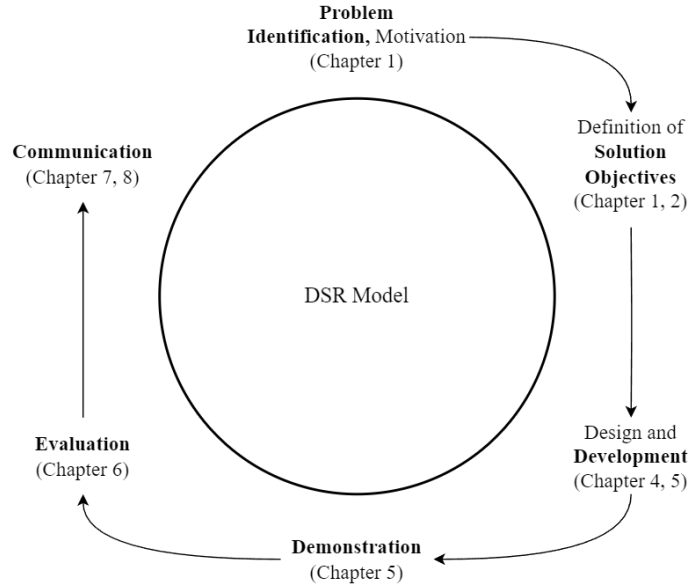 Problem
Identification, Motivation
(Chapter 1)
Definition of
Solution
Objectives
(Chapter 1, 2)
Design and
Development
(Chapter 4, 5)
Demonstration
(Chapter 5)
Evaluation
(Chapter 6)
Communication
(Chapter 7, 8)
DSR Model